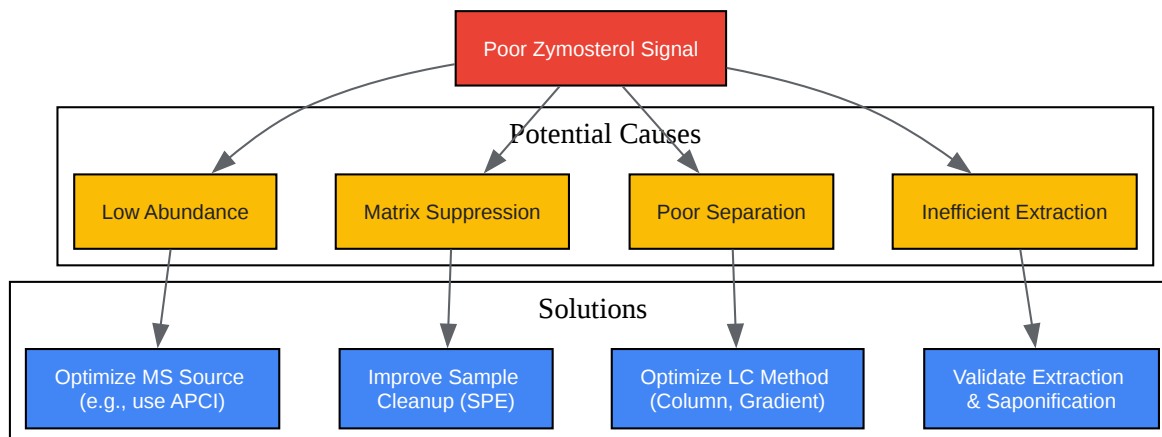 Poor Zymosterol Signal
Potential Causes
Low Abundance
Matrix Suppression
Poor Separation
Inefficient Extraction
Solutions
Optimize MS Source
(e.g., use APCI)
Improve Sample
Cleanup (SPE)
Optimize LC Method
(Column, Gradient)
Validate Extraction
& Saponification